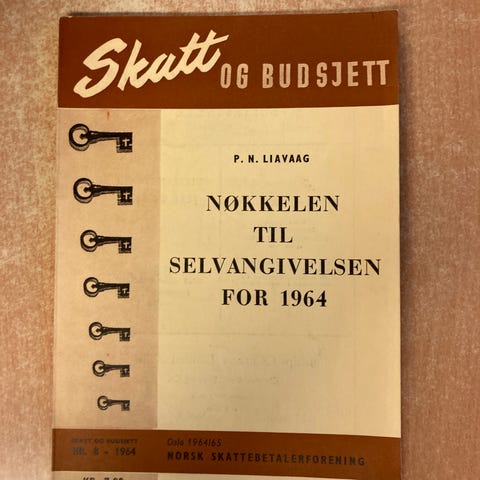 Skatt
OG BUDSJETT
P. N. LIAVAAG
NØKKELEN
TIL
SELVANGIVELSEN
FOR 1964
SKATT OG BUDSJETT
NR. 8 - 1964
Oslo 1964/65
NORSK SKATTEBETALERFORENING